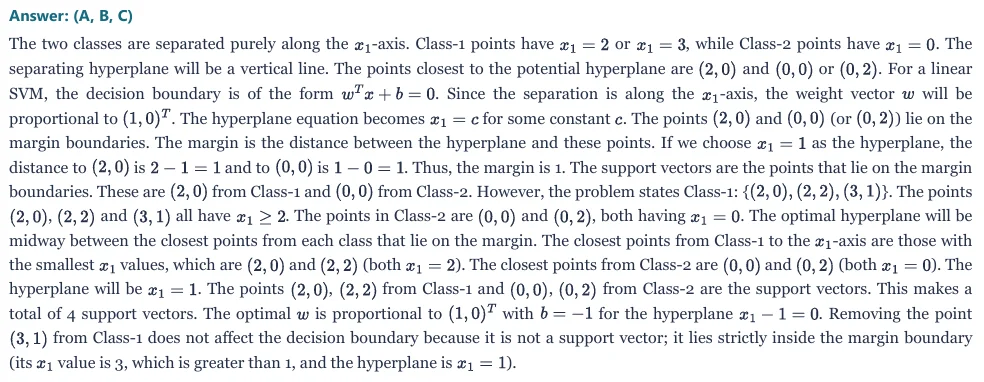 Answer: (A, B, C)
The two classes are separated purely along the x₁-axis. Class-1 points have x₁ = 2 or x₁ = 3, while Class-2 points have x₁ = 0. The
separating hyperplane will be a vertical line. The points closest to the potential hyperplane are (2, 0) and (0, 0) or (0, 2). For a linear
SVM, the decision boundary is of the form wᵀx + b = 0. Since the separation is along the x₁-axis, the weight vector w will be
proportional to (1, 0)ᵀ. The hyperplane equation becomes x₁ = c for some constant c. The points (2, 0) and (0, 0) (or (0, 2)) lie on the
margin boundaries. The margin is the distance between the hyperplane and these points. If we choose x₁ = 1 as the hyperplane, the
distance to (2, 0) is 2 − 1 = 1 and to (0, 0) is 1 − 0 = 1. Thus, the margin is 1. The support vectors are the points that lie on the margin
boundaries. These are (2, 0) from Class-1 and (0, 0) from Class-2. However, the problem states Class-1: {(2, 0), (2, 2), (3, 1)}. The points
(2, 0), (2, 2) and (3, 1) all have x₁ ≥ 2. The points in Class-2 are (0, 0) and (0, 2), both having x₁ = 0. The optimal hyperplane will be
midway between the closest points from each class that lie on the margin. The closest points from Class-1 to the x₁-axis are those with
the smallest x₁ values, which are (2, 0) and (2, 2) (both x₁ = 2). The closest points from Class-2 are (0, 0) and (0, 2) (both x₁ = 0). The
hyperplane will be x₁ = 1. The points (2, 0), (2, 2) from Class-1 and (0, 0), (0, 2) from Class-2 are the support vectors. This makes a
total of 4 support vectors. The optimal w is proportional to (1, 0)ᵀ with b = −1 for the hyperplane x₁ − 1 = 0. Removing the point
(3, 1) from Class-1 does not affect the decision boundary because it is not a support vector; it lies strictly inside the margin boundary
(its x₁ value is 3, which is greater than 1, and the hyperplane is x₁ = 1).